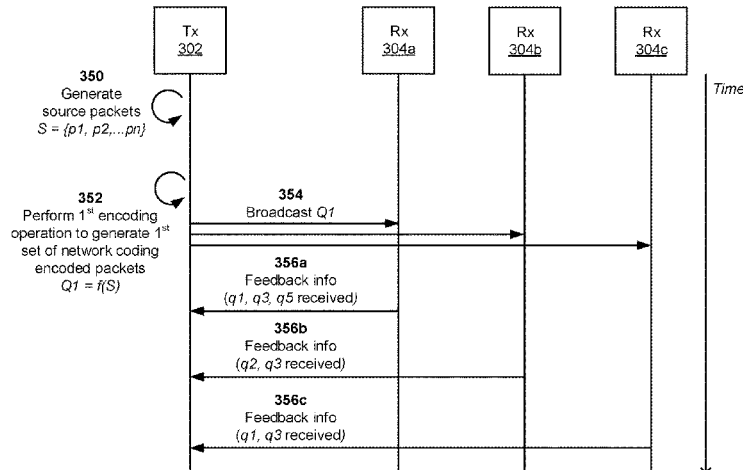 Tx
302
Rx
304a
Rx
304b
Rx
304c
Time
350
Generate
source packets
S = {p1, p2,...pn}
352
Perform 1st encoding
operation to generate 1st
set of network coding
encoded packets
Q1 = f(S)
354
Broadcast Q1
356a
Feedback info
(q1, q3, q5 received)
356b
Feedback info
(q2, q3 received)
356c
Feedback info
(q1, q3 received)